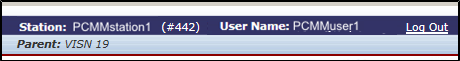 Station: PCMMstation1 (#442) User Name: PCMMuser1 Log Out
Parent: VISN 19